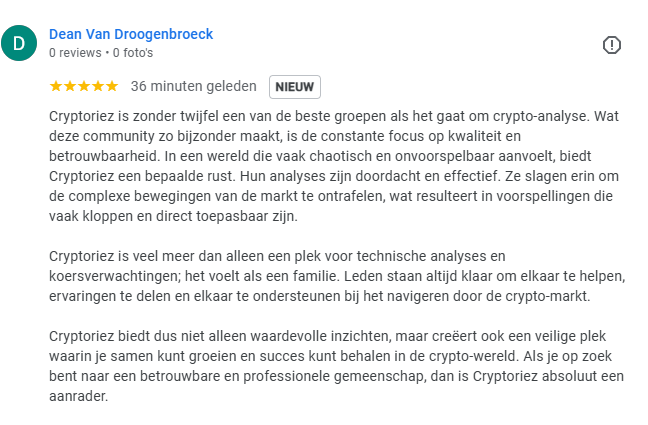 D
Dean Van Droogenbroeck
0 reviews • 0 foto's
36 minuten geleden NIEUW
Cryptoriez is zonder twijfel een van de beste groepen als het gaat om crypto-analyse. Wat
deze community zo bijzonder maakt, is de constante focus op kwaliteit en
betrouwbaarheid. In een wereld die vaak chaotisch en onvoorspelbaar aanvoelt, biedt
Cryptoriez een bepaalde rust. Hun analyses zijn doordacht en effectief. Ze slagen erin om
de complexe bewegingen van de markt te ontrafelen, wat resulteert in voorspellingen die
vaak kloppen en direct toepasbaar zijn.
Cryptoriez is veel meer dan alleen een plek voor technische analyses en
koersverwachtingen; het voelt als een familie. Leden staan altijd klaar om elkaar te helpen,
ervaringen te delen en elkaar te ondersteunen bij het navigeren door de crypto-markt.
Cryptoriez biedt dus niet alleen waardevolle inzichten, maar creëert ook een veilige plek
waarin je samen kunt groeien en succes kunt behalen in de crypto-wereld. Als je op zoek
bent naar een betrouwbare en professionele gemeenschap, dan is Cryptoriez absoluut een
aanrader.